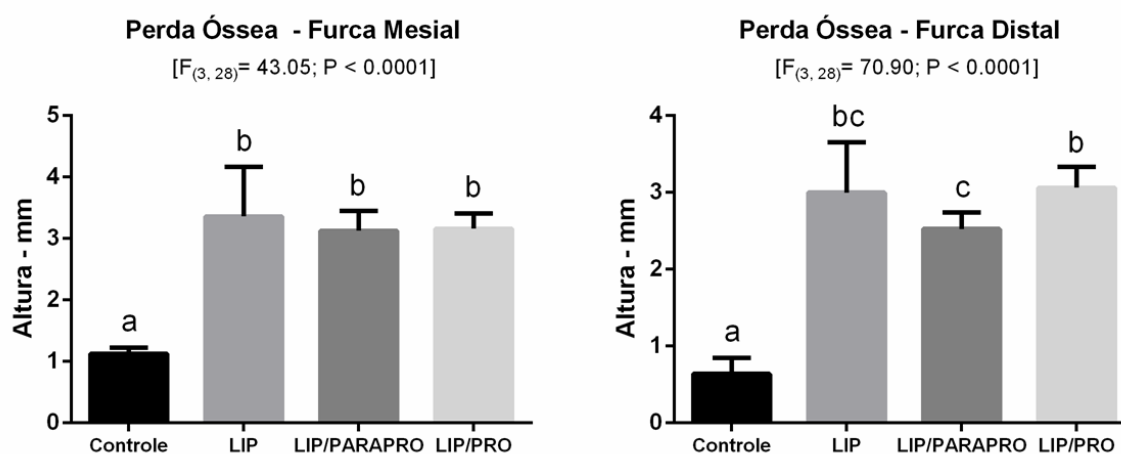 Perda Óssea - Furca Mesial
[F(3, 28)= 43.05; P < 0.0001]
Altura - mm
5
4
3
2
1
0
a
b
b
b
Controle LIP LIP/PARAPRO LIP/PRO
Perda Óssea - Furca Distal
[F(3, 28)= 70.90; P < 0.0001]
Altura - mm
4
3
2
1
0
a
bc
c
b
Controle LIP LIP/PARAPRO LIP/PRO